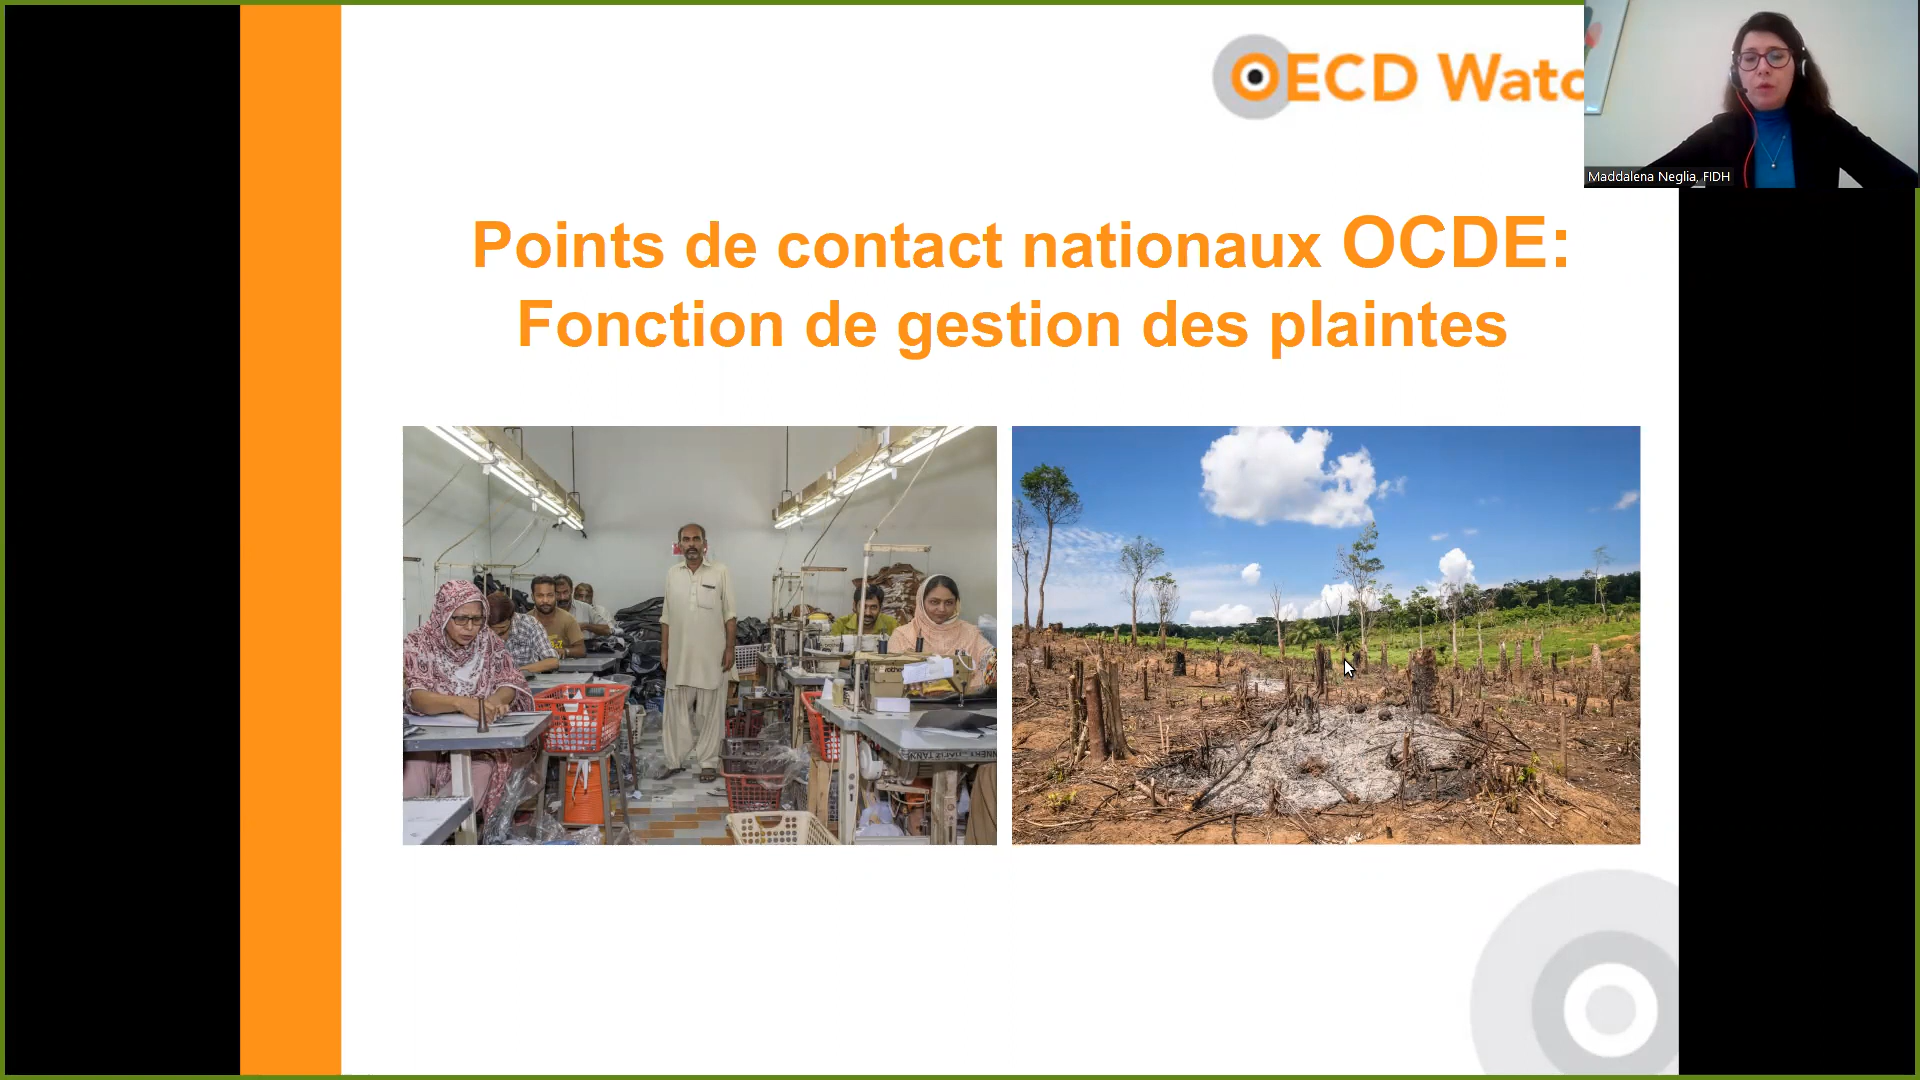 OECD Watc
Maddalena Neglia, FIDH
Points de contact nationaux OCDE:
Fonction de gestion des plaintes